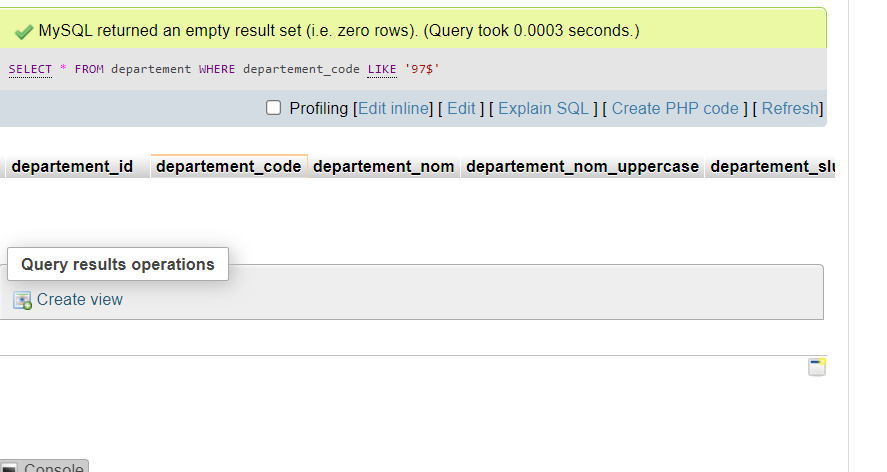 MySQL returned an empty result set (i.e. zero rows). (Query took 0.0003 seconds.)
SELECT * FROM departement WHERE departement_code LIKE '97$'
Profiling [Edit inline] [ Edit ] [ Explain SQL ] [ Create PHP code ] [ Refresh]
departement_id departement_code departement_nom departement_nom_uppercase departement_slu
Query results operations
Create view
Console